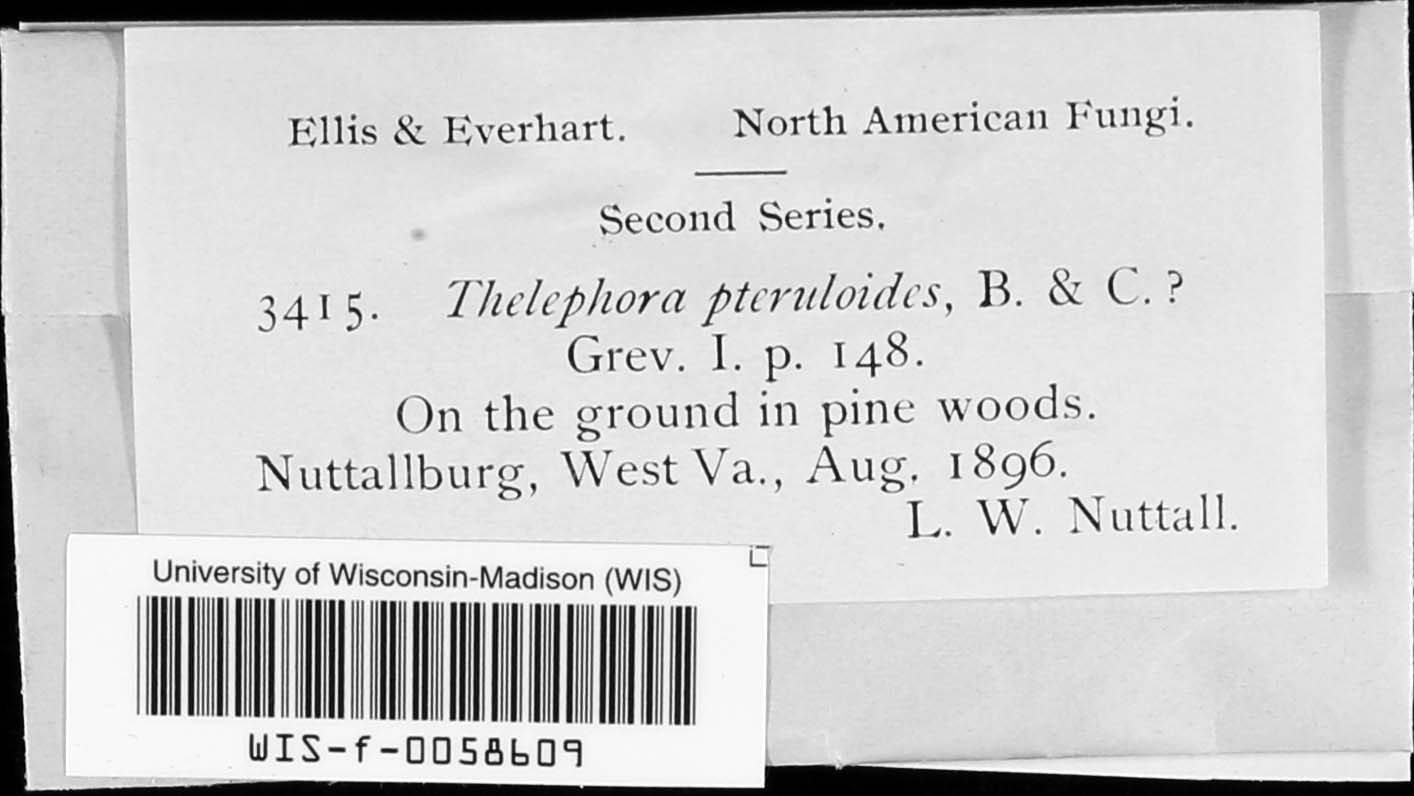 Ellis & Everhart. North American Fungi.
Second Series.
3415. Thelephora pteruloides, B. & C. ?
Grev. I. p. 148.
On the ground in pine woods.
Nuttallburg, West Va., Aug. 1896.
L. W. Nuttall.
University of Wisconsin-Madison (WIS)
WIS-f-0058609